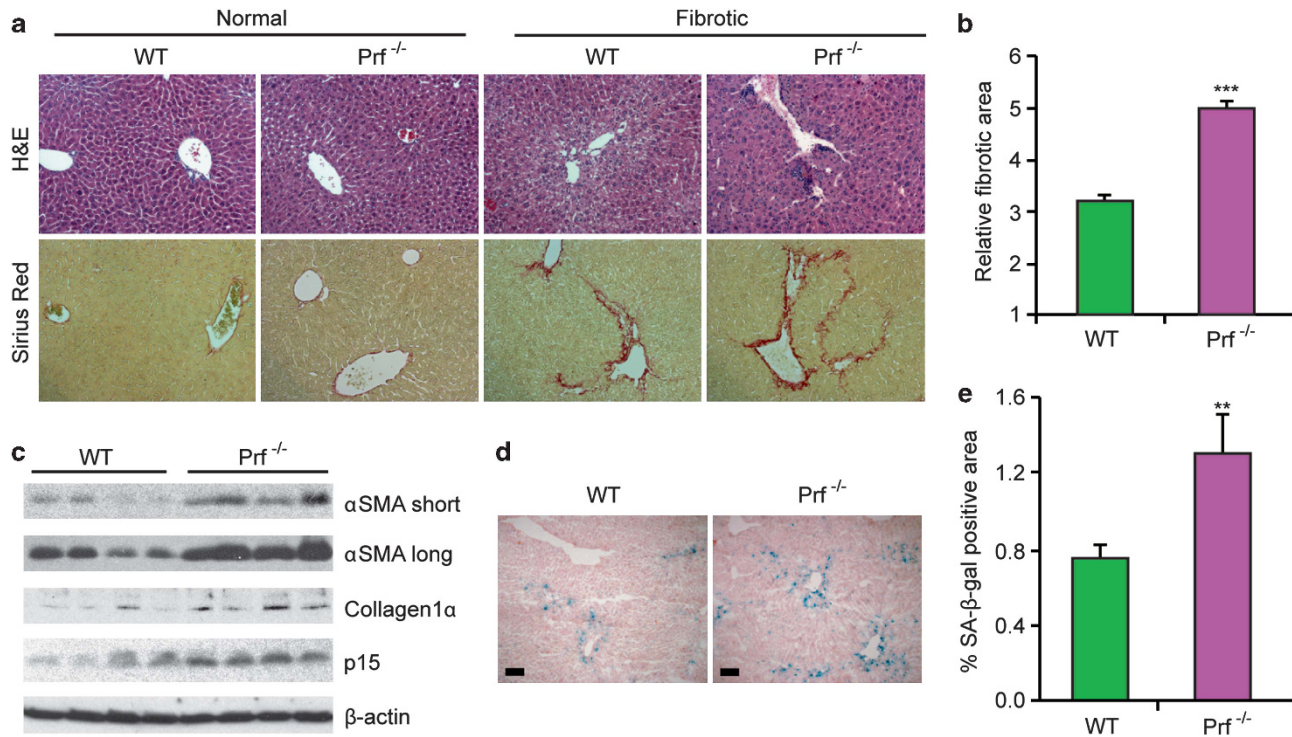 a
Normal
Fibrotic
WT
Prf -/-
WT
Prf -/-
H&E
Sirius Red
b
Relative fibrotic area
6
5
4
3
2
1
***
WT
Prf -/-
c
WT
Prf -/-
αSMA short
αSMA long
Collagen1α
p15
β-actin
d
WT
Prf -/-
e
% SA-β-gal positive area
1.6
1.2
0.8
0.4
0.0
**
WT
Prf -/-